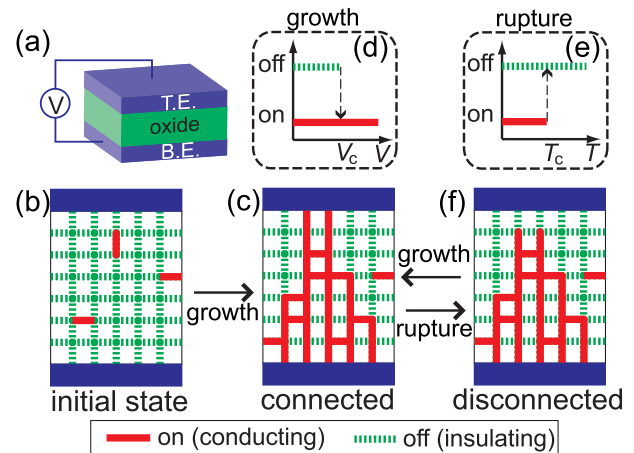 growth
rupture
(a)
(d)
(e)
V
T.E.
oxide
B.E.
off
on
Vc
V
off
on
Tc
T
(b)
(c)
(f)
growth
growth
rupture
initial state
connected
disconnected
on (conducting)
off (insulating)